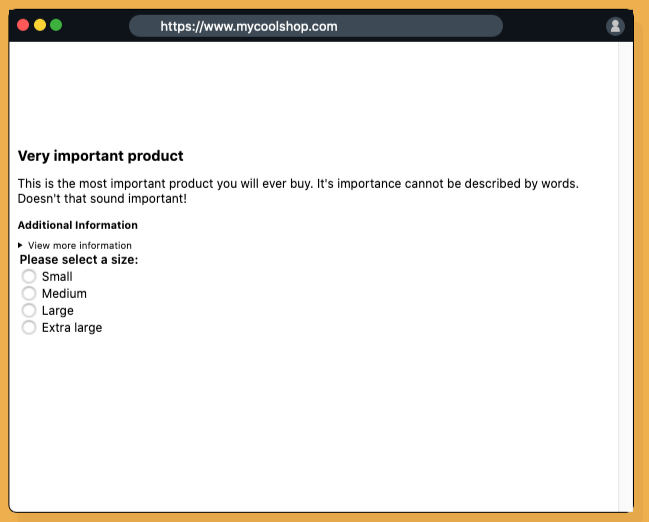 https://www.mycoolshop.com
Very important product
This is the most important product you will ever buy. It's importance cannot be described by words.
Doesn't that sound important!
Additional Information
View more information
Please select a size:
Small
Medium
Large
Extra large